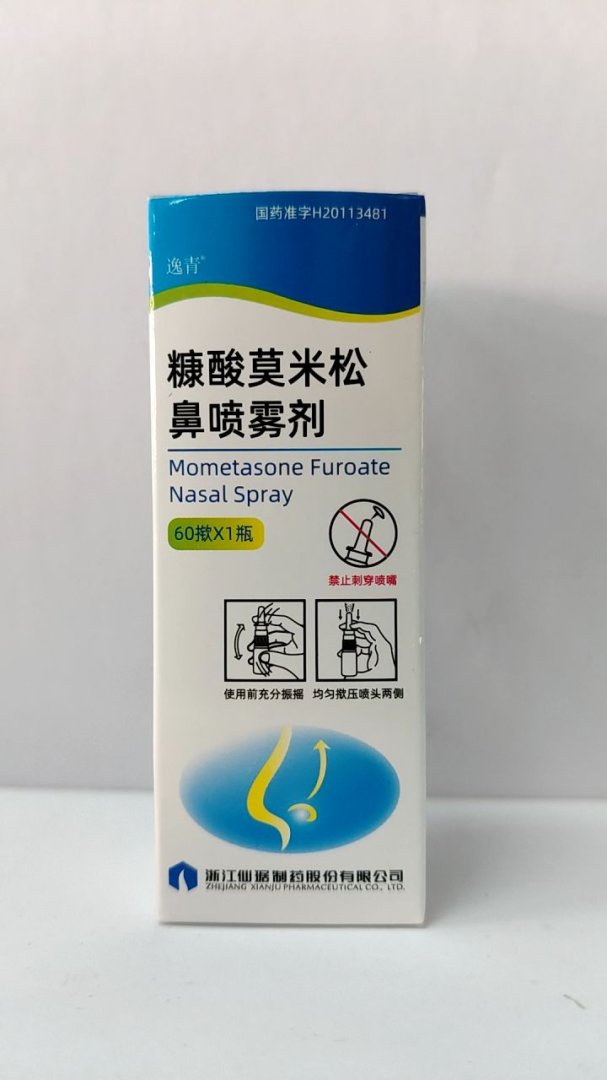 国药准字H20113481
逸青®
糠酸莫米松
鼻喷雾剂
Mometasone Furoate
Nasal Spray
60揿X1瓶
禁止刺穿喷嘴
使用前充分振摇 均匀揿压喷头两侧
浙江仙琚制药股份有限公司
ZHEJIANG XIANJU PHARMACEUTICAL CO., LTD.